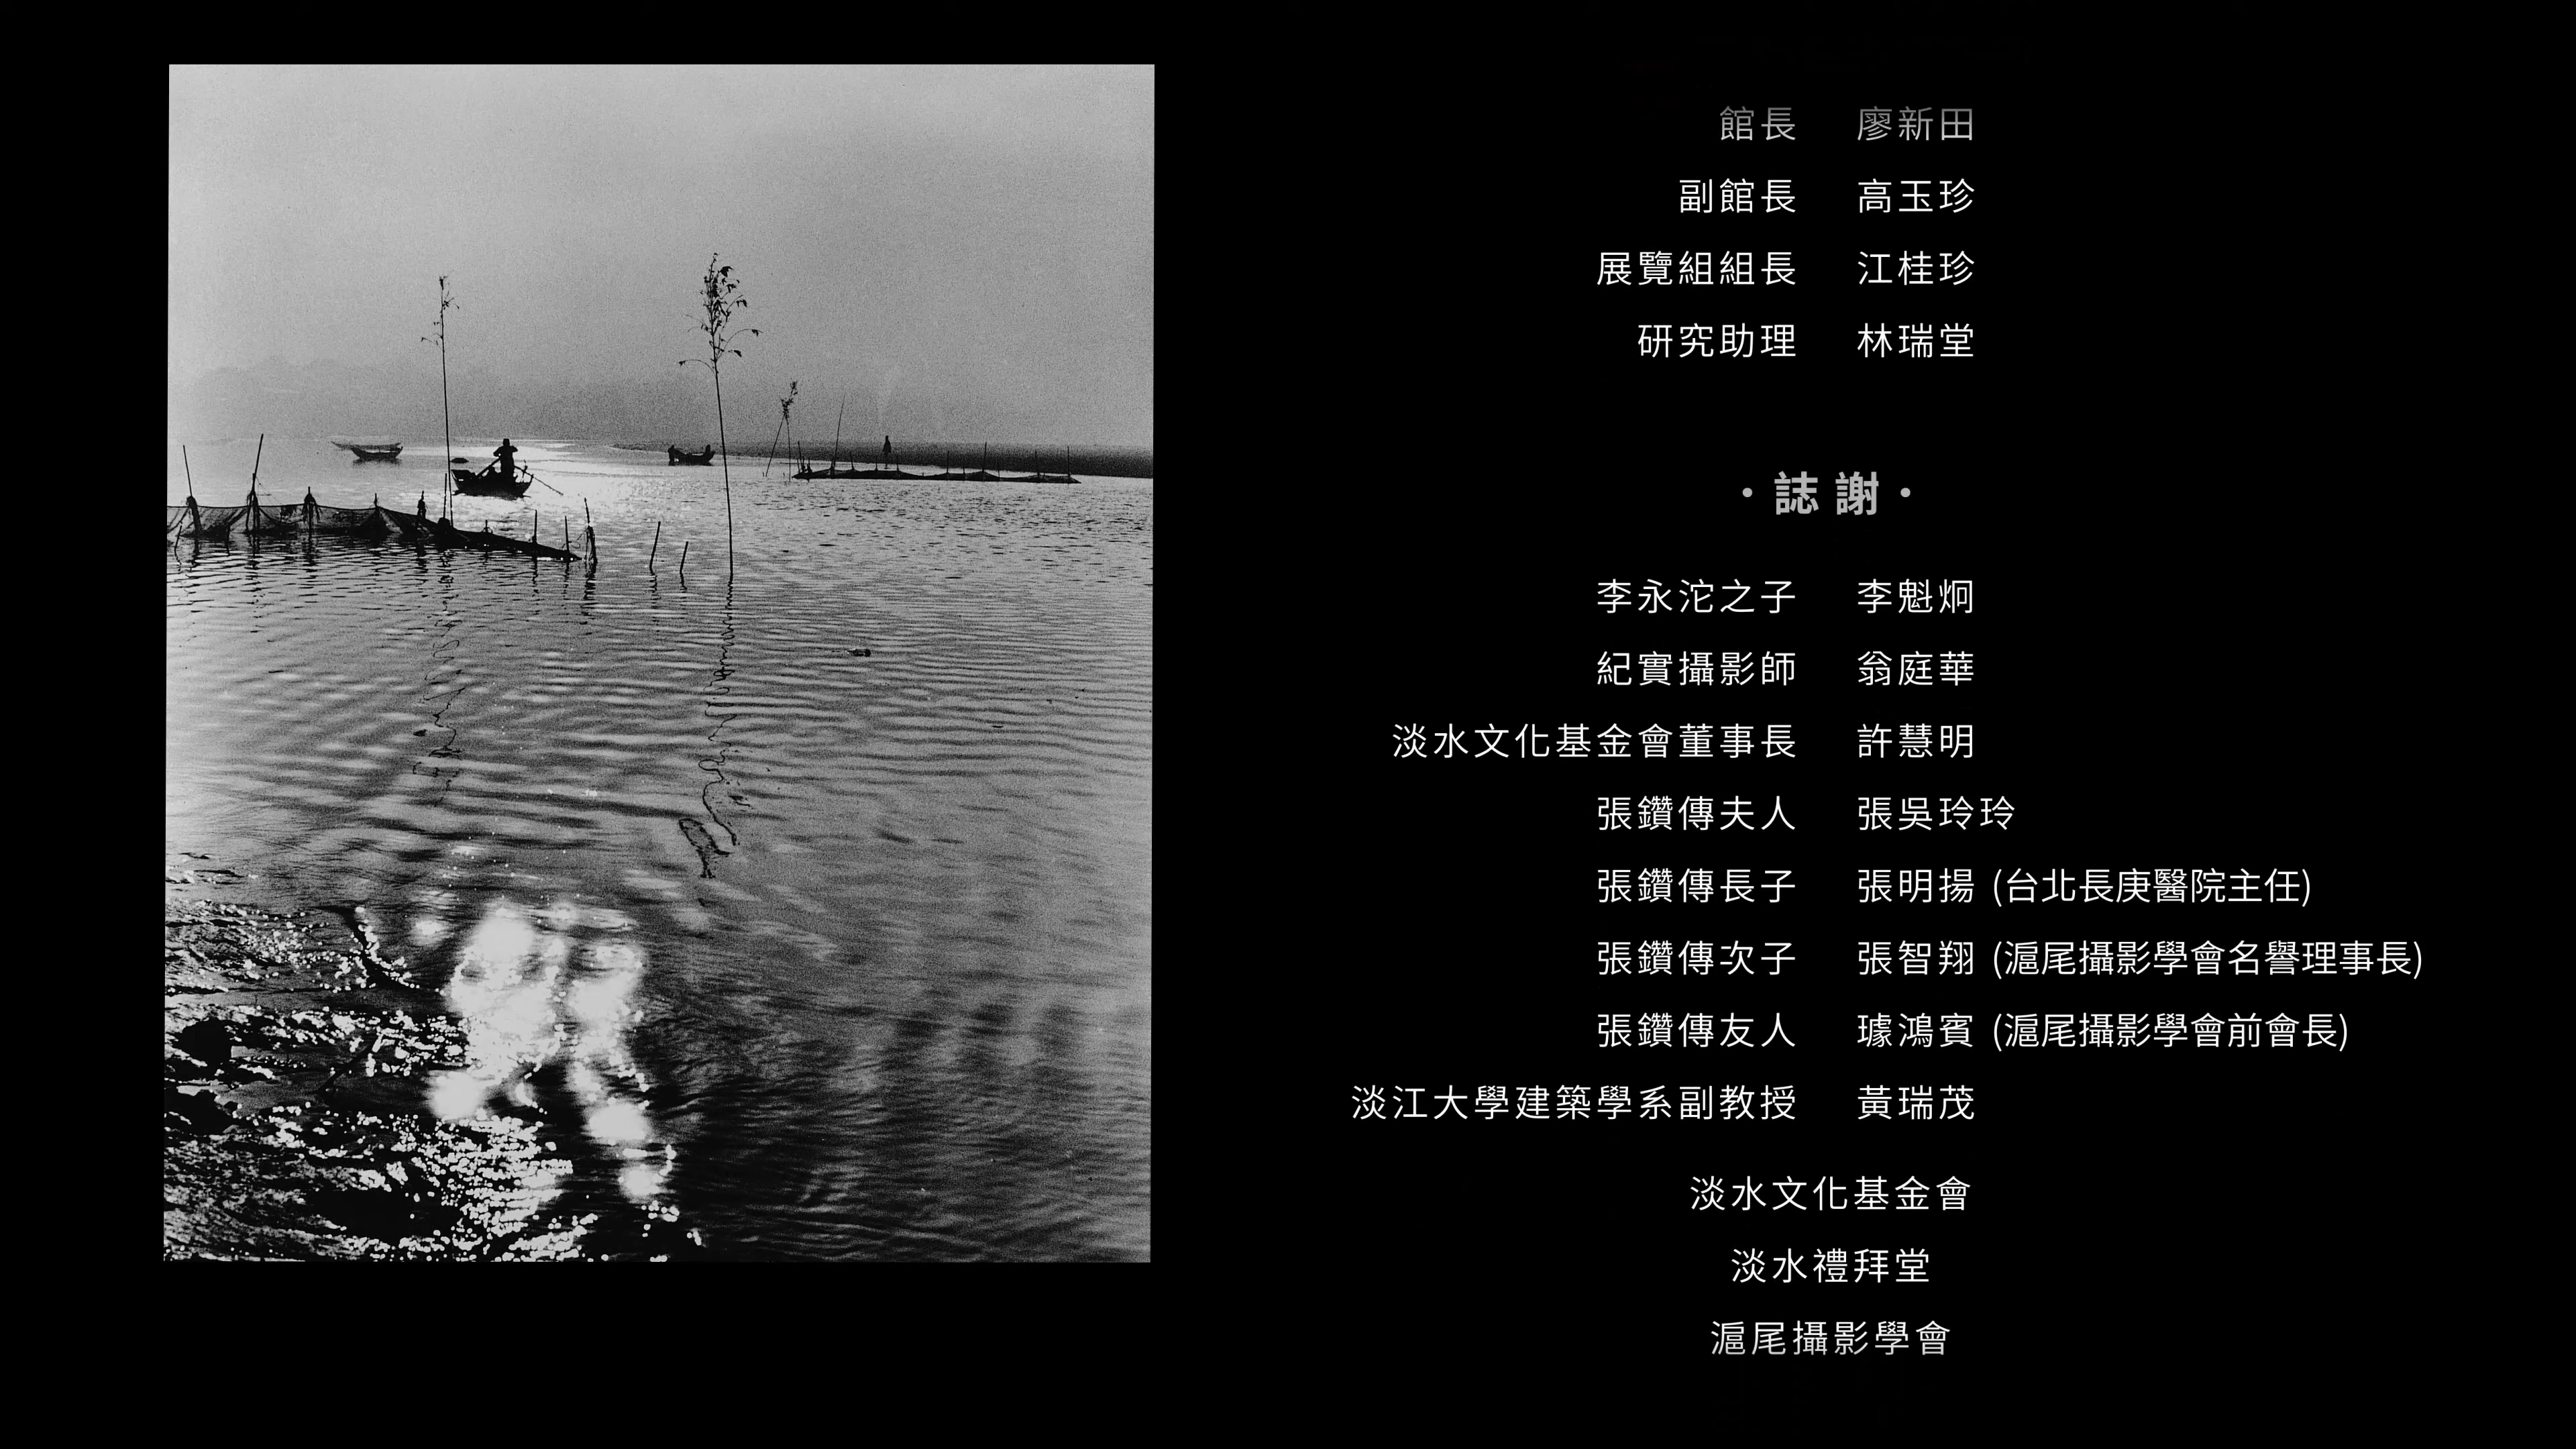 館長 廖新田
副館長 高玉珍
展覽組組長 江桂珍
研究助理 林瑞堂
・誌謝・
李永沱之子 李魁炯
紀實攝影師 翁庭華
淡水文化基金會董事長 許慧明
張鑽傳夫人 張吳玲玲
張鑽傳長子 張明揚 (台北長庚醫院主任)
張鑽傳次子 張智翔 (滬尾攝影學會名譽理事長)
張鑽傳友人 璩鴻賓 (滬尾攝影學會前會長)
淡江大學建築學系副教授 黃瑞茂
淡水文化基金會
淡水禮拜堂
滬尾攝影學會